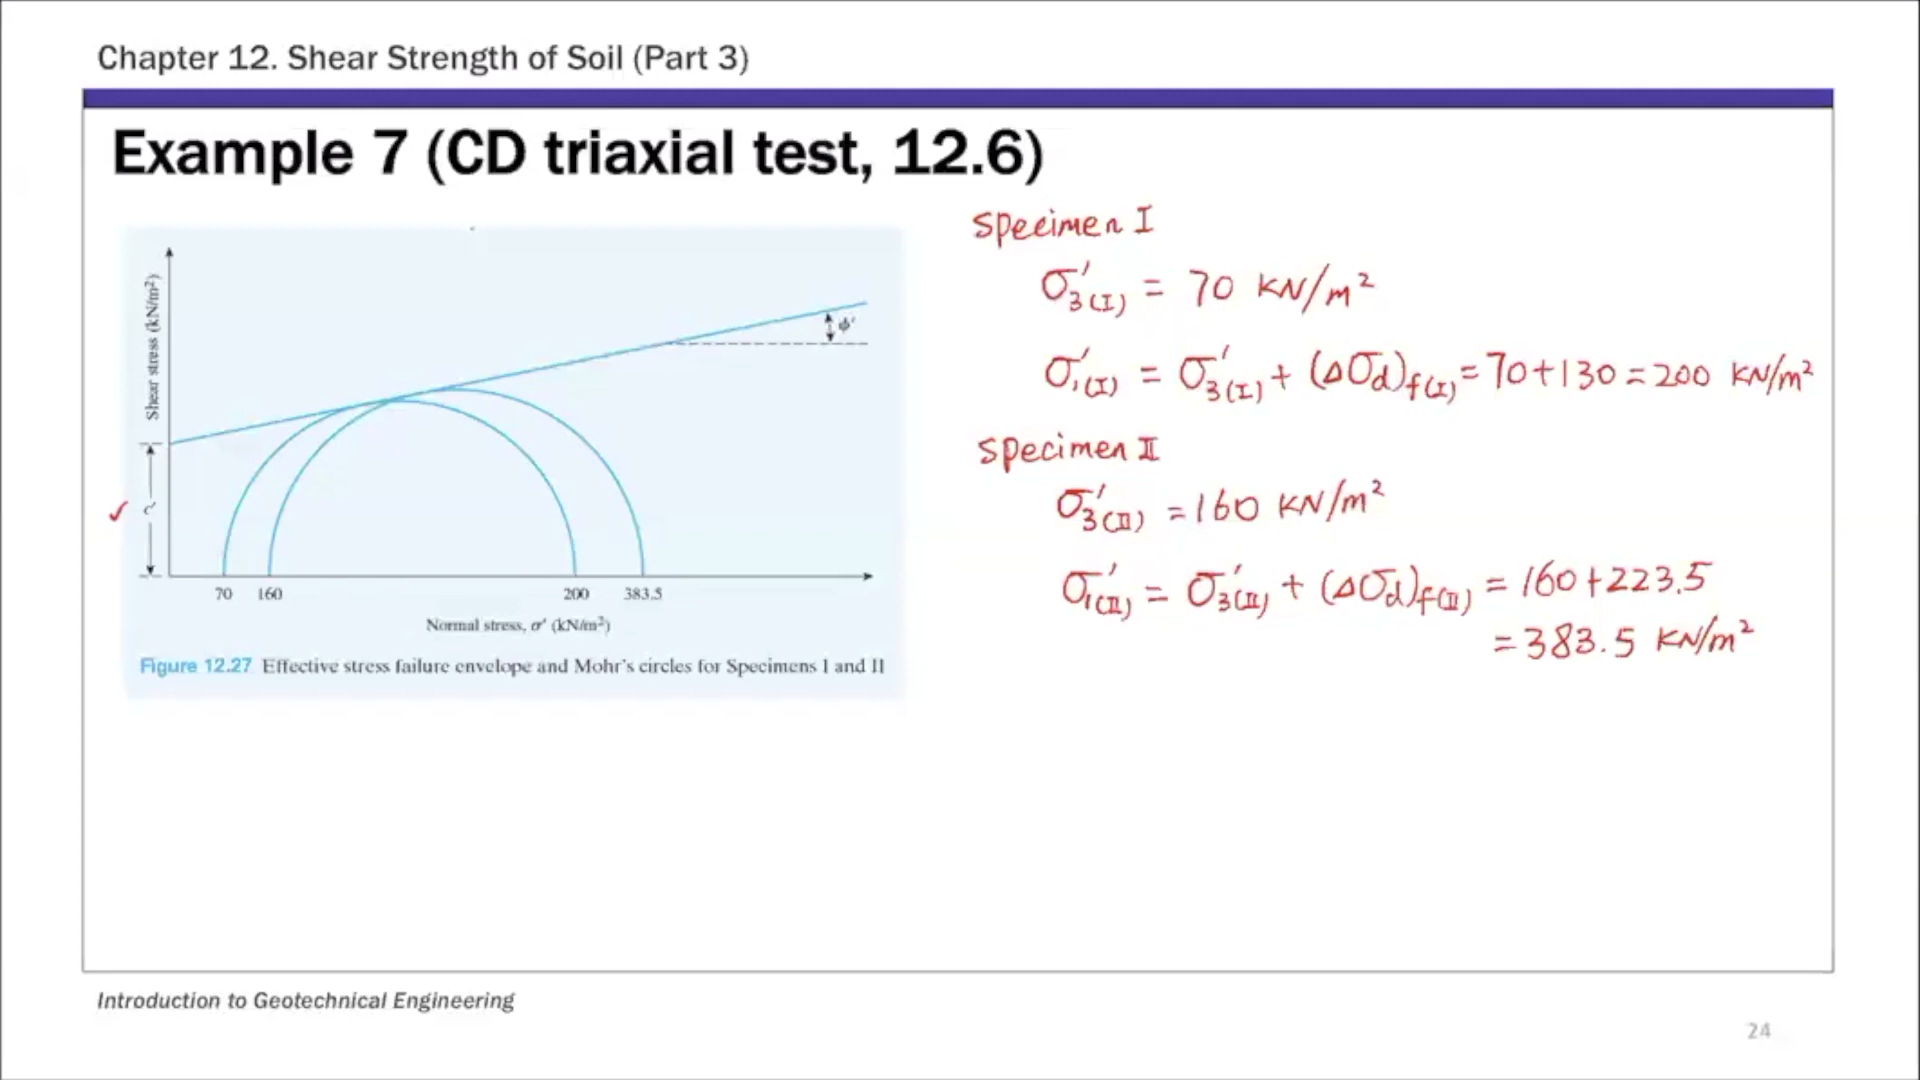 Chapter 12. Shear Strength of Soil (Part 3)
Example 7 (CD triaxial test, 12.6)
Shear stress (kN/m²)
ϕ′
c′
70 160 200 383.5
Normal stress, σ′ (kN/m²)
Figure 12.27 Effective stress failure envelope and Mohr's circles for Specimens I and II
Specimen I
σ′3(I) = 70 KN/m²
σ′1(I) = σ′3(I) + (Δσd)f(I) = 70+130 = 200 KN/m²
Specimen II
σ′3(II) = 160 KN/m²
σ′1(II) = σ′3(II) + (Δσd)f(II) = 160+223.5
= 383.5 KN/m²
Introduction to Geotechnical Engineering
24